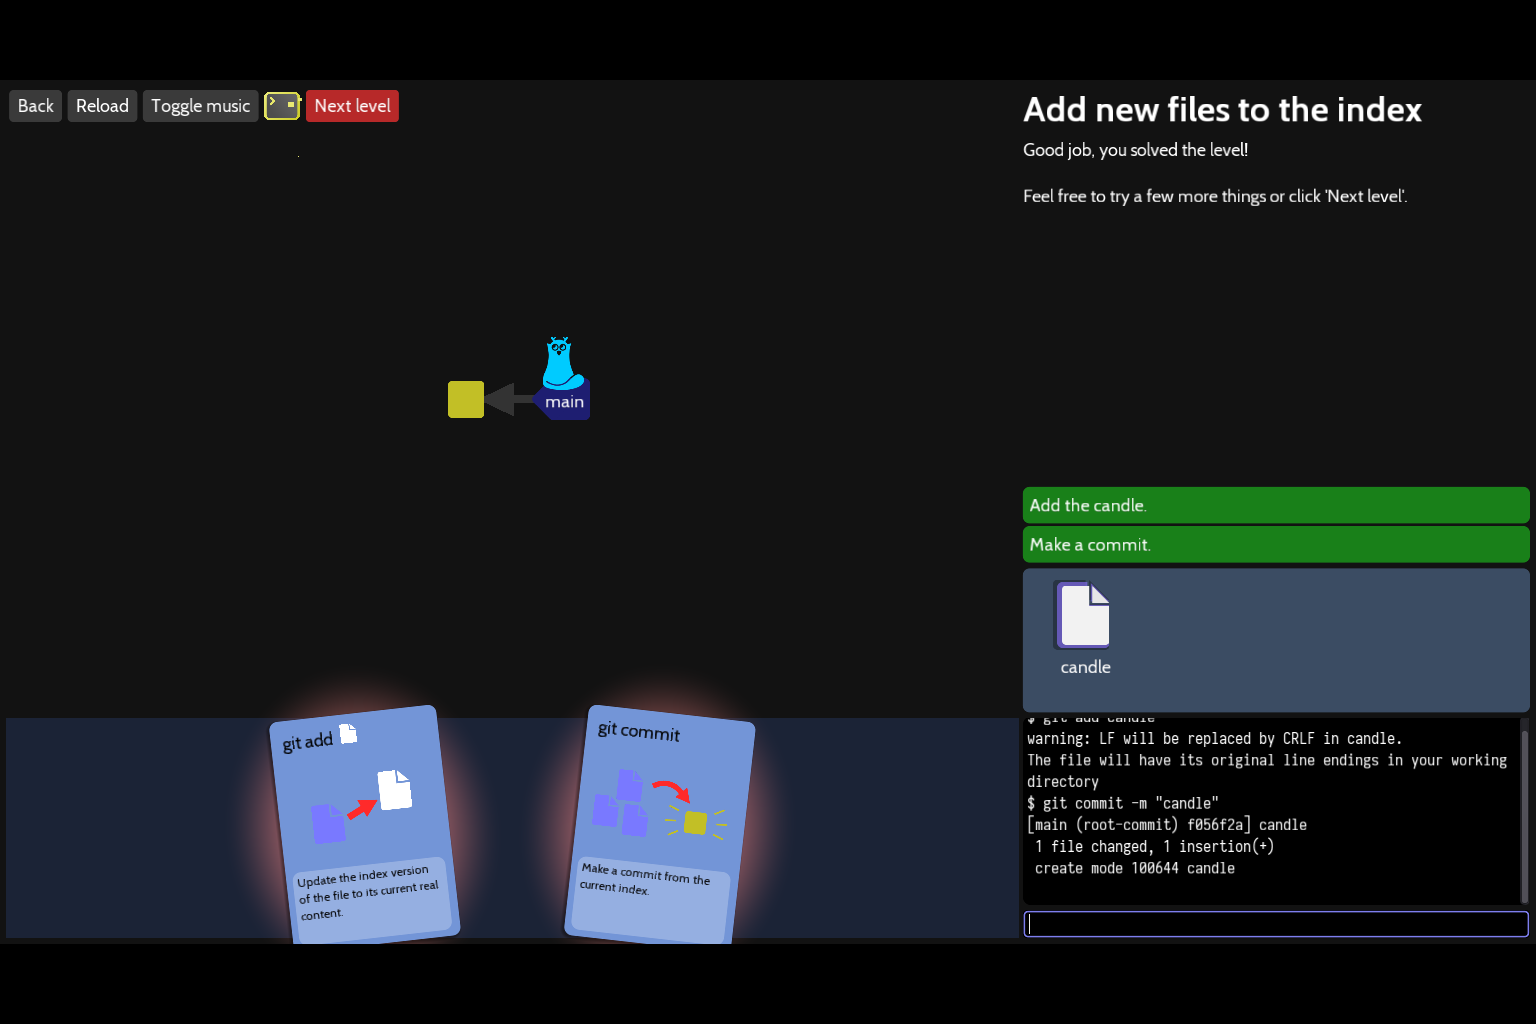 Back Reload Toggle music Next level
Add new files to the index
Good job, you solved the level!
Feel free to try a few more things or click 'Next level'.
main
Add the candle.
Make a commit.
candle
git add
Update the index version
of the file to its current real
content.
git commit
Make a commit from the
current index.
$ git add candle
warning: LF will be replaced by CRLF in candle.
The file will have its original line endings in your working
directory
$ git commit -m "candle"
[main (root-commit) f056f2a] candle
1 file changed, 1 insertion(+)
create mode 100644 candle